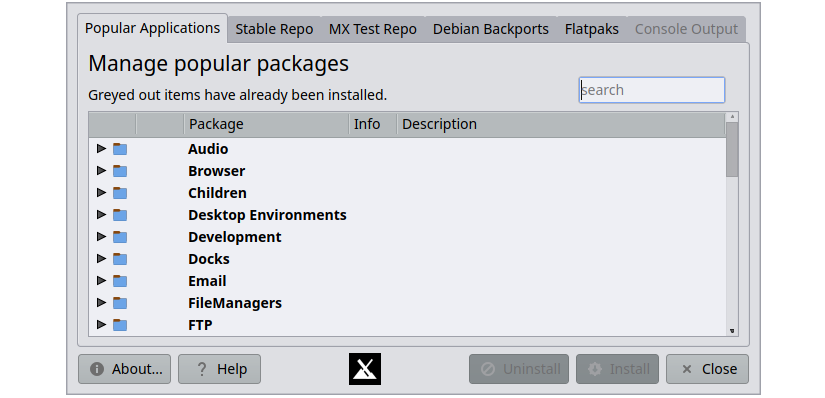 Popular Applications Stable Repo MX Test Repo Debian Backports Flatpaks Console Output
Manage popular packages
Greyed out items have already been installed.
search
Package Info Description
Audio
Browser
Children
Desktop Environments
Development
Docks
Email
FileManagers
FTP
About... Help Uninstall Install Close